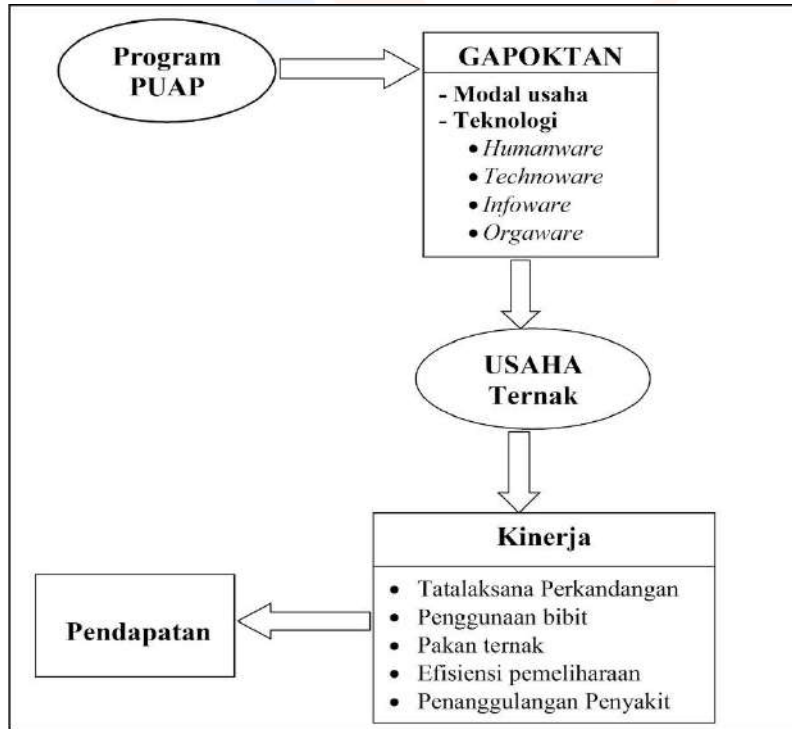 Program
PUAP
GAPOKTAN
- Modal usaha
- Teknologi
• Humanware
• Technoware
• Infoware
• Orgaware
USAHA
Ternak
Kinerja
• Tatalaksana Perkandangan
• Penggunaan bibit
• Pakan ternak
• Efisiensi pemeliharaan
• Penanggulangan Penyakit
Pendapatan